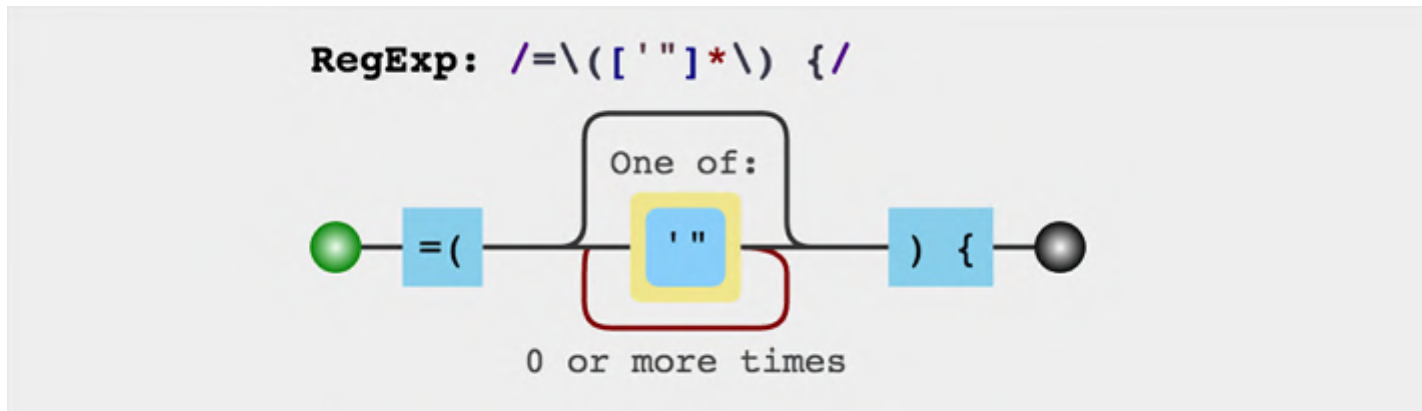 RegExp: /=\(['"]*\) {/
One of:
=( '" ) {
0 or more times